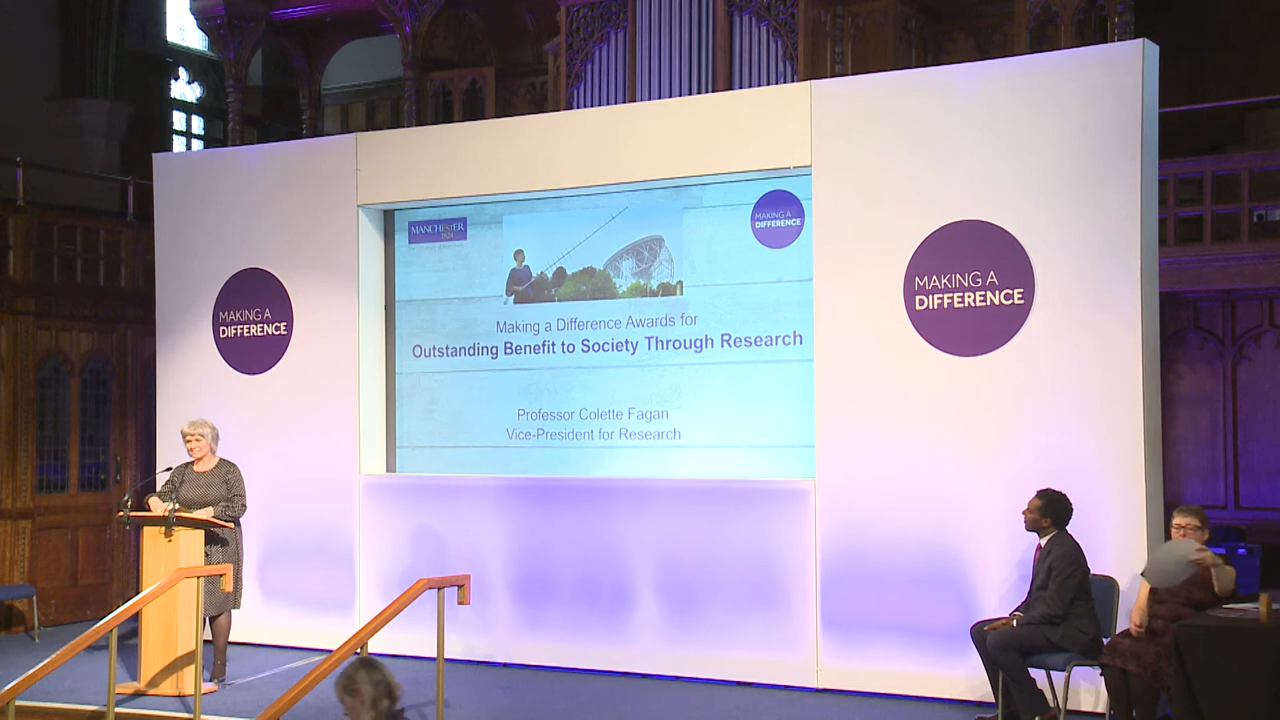 MANCHESTER
1824
MAKING A
DIFFERENCE
Making a Difference Awards for
Outstanding Benefit to Society Through Research
Professor Colette Fagan
Vice-President for Research
MAKING A
DIFFERENCE
MAKING A
DIFFERENCE